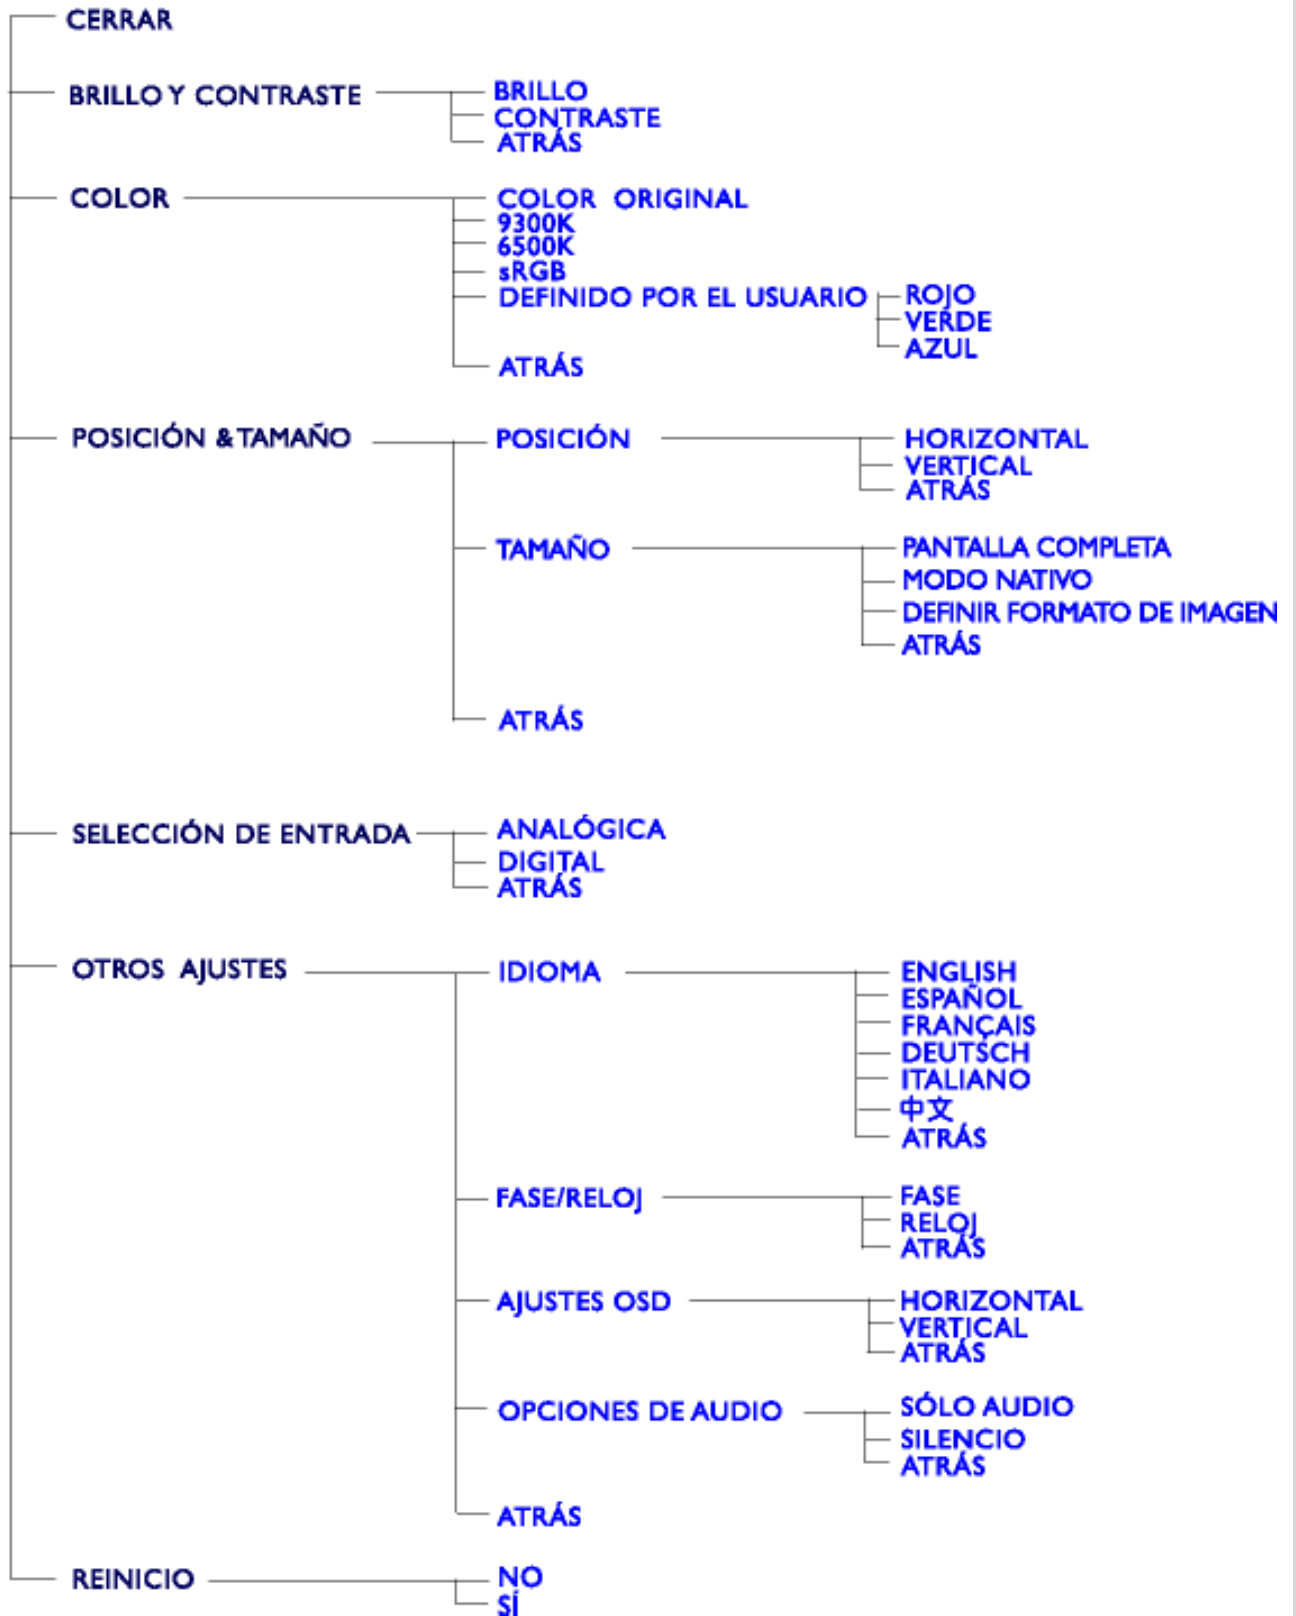 CERRAR
BRILLO Y CONTRASTE
BRILLO
CONTRASTE
ATRÁS
COLOR
COLOR ORIGINAL
9300K
6500K
sRGB
DEFINIDO POR EL USUARIO
ROJO
VERDE
AZUL
ATRÁS
POSICIÓN & TAMAÑO
POSICIÓN
HORIZONTAL
VERTICAL
ATRÁS
TAMAÑO
PANTALLA COMPLETA
MODO NATIVO
DEFINIR FORMATO DE IMAGEN
ATRÁS
ATRÁS
SELECCIÓN DE ENTRADA
ANALÓGICA
DIGITAL
ATRÁS
OTROS AJUSTES
IDIOMA
ENGLISH
ESPAÑOL
FRANÇAIS
DEUTSCH
ITALIANO
中文
ATRÁS
FASE/RELOJ
FASE
RELOJ
ATRÁS
AJUSTES OSD
HORIZONTAL
VERTICAL
ATRÁS
OPCIONES DE AUDIO
SÓLO AUDIO
SILENCIO
ATRÁS
ATRÁS
REINICIO
NO
SÍ